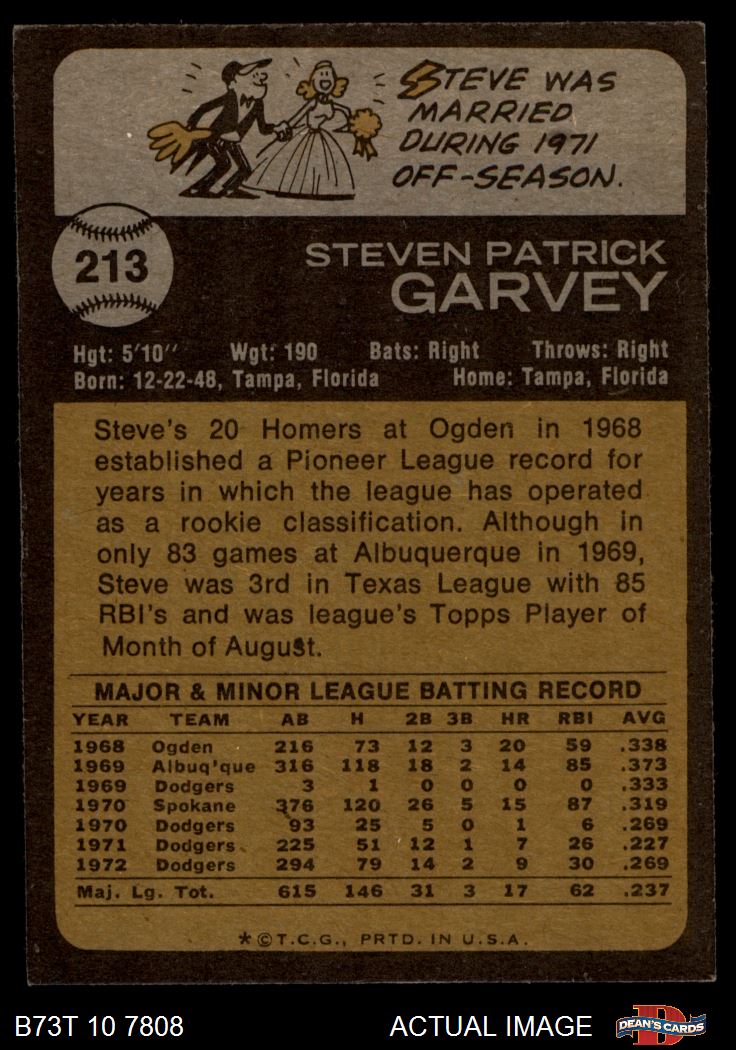 STEVE WAS
MARRIED
DURING 1971
OFF-SEASON.
213
STEVEN PATRICK
GARVEY
Hgt: 5'10" Wgt: 190 Bats: Right Throws: Right
Born: 12-22-48, Tampa, Florida Home: Tampa, Florida
Steve's 20 Homers at Ogden in 1968
established a Pioneer League record for
years in which the league has operated
as a rookie classification. Although in
only 83 games at Albuquerque in 1969,
Steve was 3rd in Texas League with 85
RBI's and was league's Topps Player of
Month of August.
MAJOR & MINOR LEAGUE BATTING RECORD
YEAR TEAM AB H 2B 3B HR RBI AVG
1968 Ogden 216 73 12 3 20 59 .338
1969 Albuq'que 316 118 18 2 14 85 .373
1969 Dodgers 3 1 0 0 0 0 .333
1970 Spokane 376 120 26 5 15 87 .319
1970 Dodgers 93 25 5 0 1 6 .269
1971 Dodgers 225 51 12 1 7 26 .227
1972 Dodgers 294 79 14 2 9 30 .269
Maj. Lg. Tot. 615 146 31 3 17 62 .237
*©T.C.G., PRTD. IN U.S.A.
B73T 10 7808 ACTUAL IMAGE
D
DEAN'S CARDS